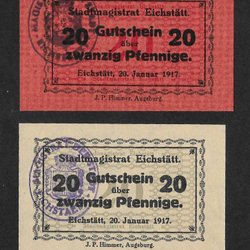 Stadtmagistrat Eichstätt.
20 Gutschein 20
über
zwanzig Pfennige.
Eichstätt, 20. Januar 1917.
J. P. Himmer, Augsburg.
Stadtmagistrat Eichstätt.
20 Gutschein 20
über
zwanzig Pfennige.
Eichstätt, 20. Januar 1917.
J. P. Himmer, Augsburg.